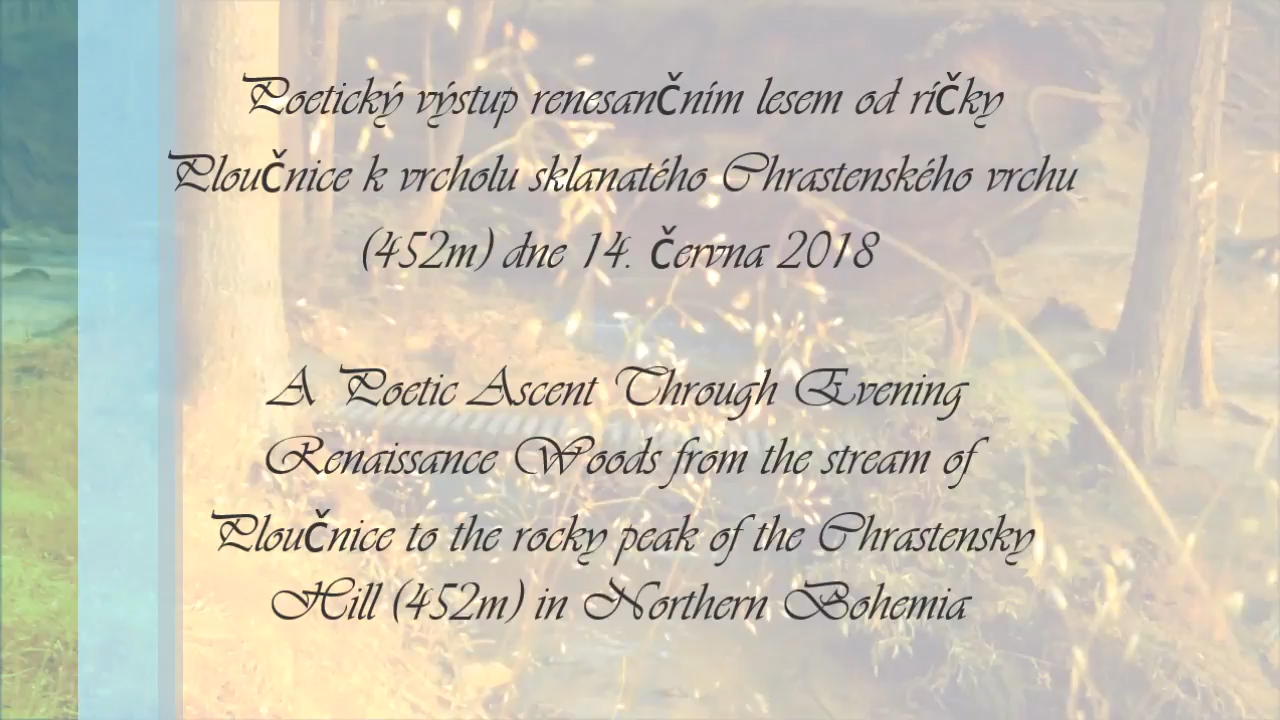 Poetický výstup renesančním lesem od ríčky
Ploučnice k vrcholu sklanatého Chrastenského vrchu
(452m) dne 14. června 2018
A Poetic Ascent Through Evening
Renaissance Woods from the stream of
Ploučnice to the rocky peak of the Chrastensky
Hill (452m) in Northern Bohemia